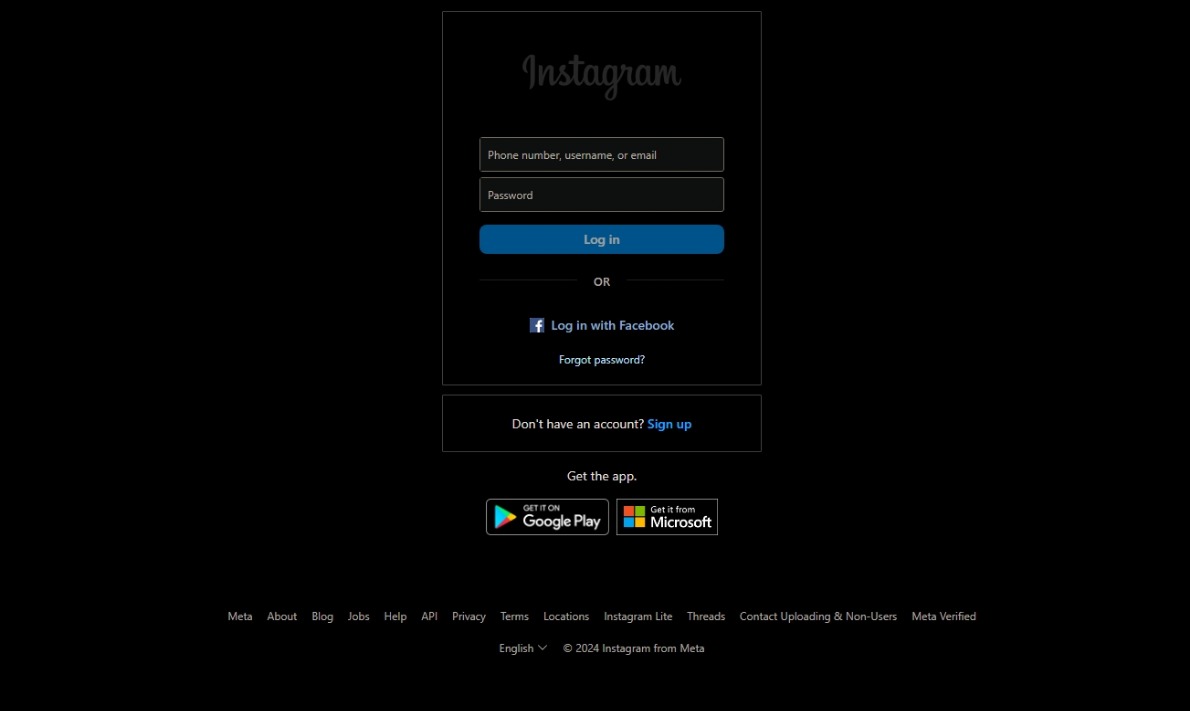 Instagram
Phone number, username, or email
Password
Log in
OR
Log in with Facebook
Forgot password?
Don't have an account? Sign up
Get the app.
GET IT ON
Google Play
Get it from
Microsoft
Meta About Blog Jobs Help API Privacy Terms Locations Instagram Lite Threads Contact Uploading & Non-Users Meta Verified
English © 2024 Instagram from Meta